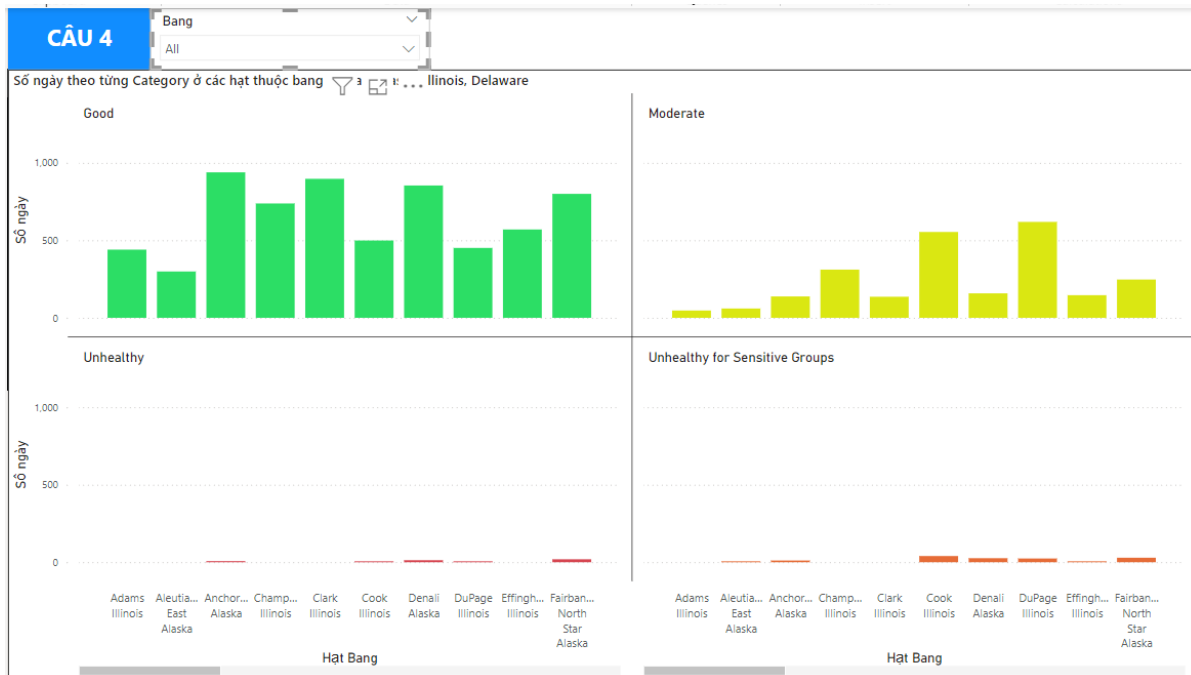 CÂU 4
Bang
All
Số ngày theo từng Category ở các hạt thuộc bang
llinois, Delaware
Good
Moderate
Số ngày
1,000
500
0
Unhealthy
Unhealthy for Sensitive Groups
Số ngày
1,000
500
0
Adams Illinois
Aleutia... East Alaska
Anchor... Alaska
Champ... Illinois
Clark Illinois
Cook Illinois
Denali Alaska
DuPage Illinois
Effingh... Illinois
Fairban... North Star Alaska
Hạt Bang
Adams Illinois
Aleutia... East Alaska
Anchor... Alaska
Champ... Illinois
Clark Illinois
Cook Illinois
Denali Alaska
DuPage Illinois
Effingh... Illinois
Fairban... North Star Alaska
Hạt Bang